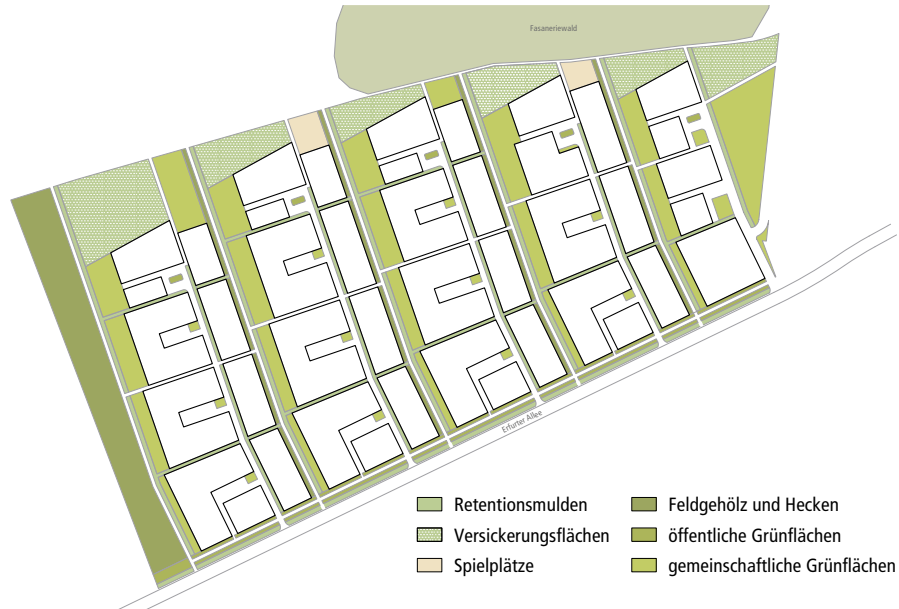 Fasaneriewald
Erfurter Allee
Retentionsmulden
Versickerungsflächen
Spielplätze
Feldgehölz und Hecken
öffentliche Grünflächen
gemeinschaftliche Grünflächen